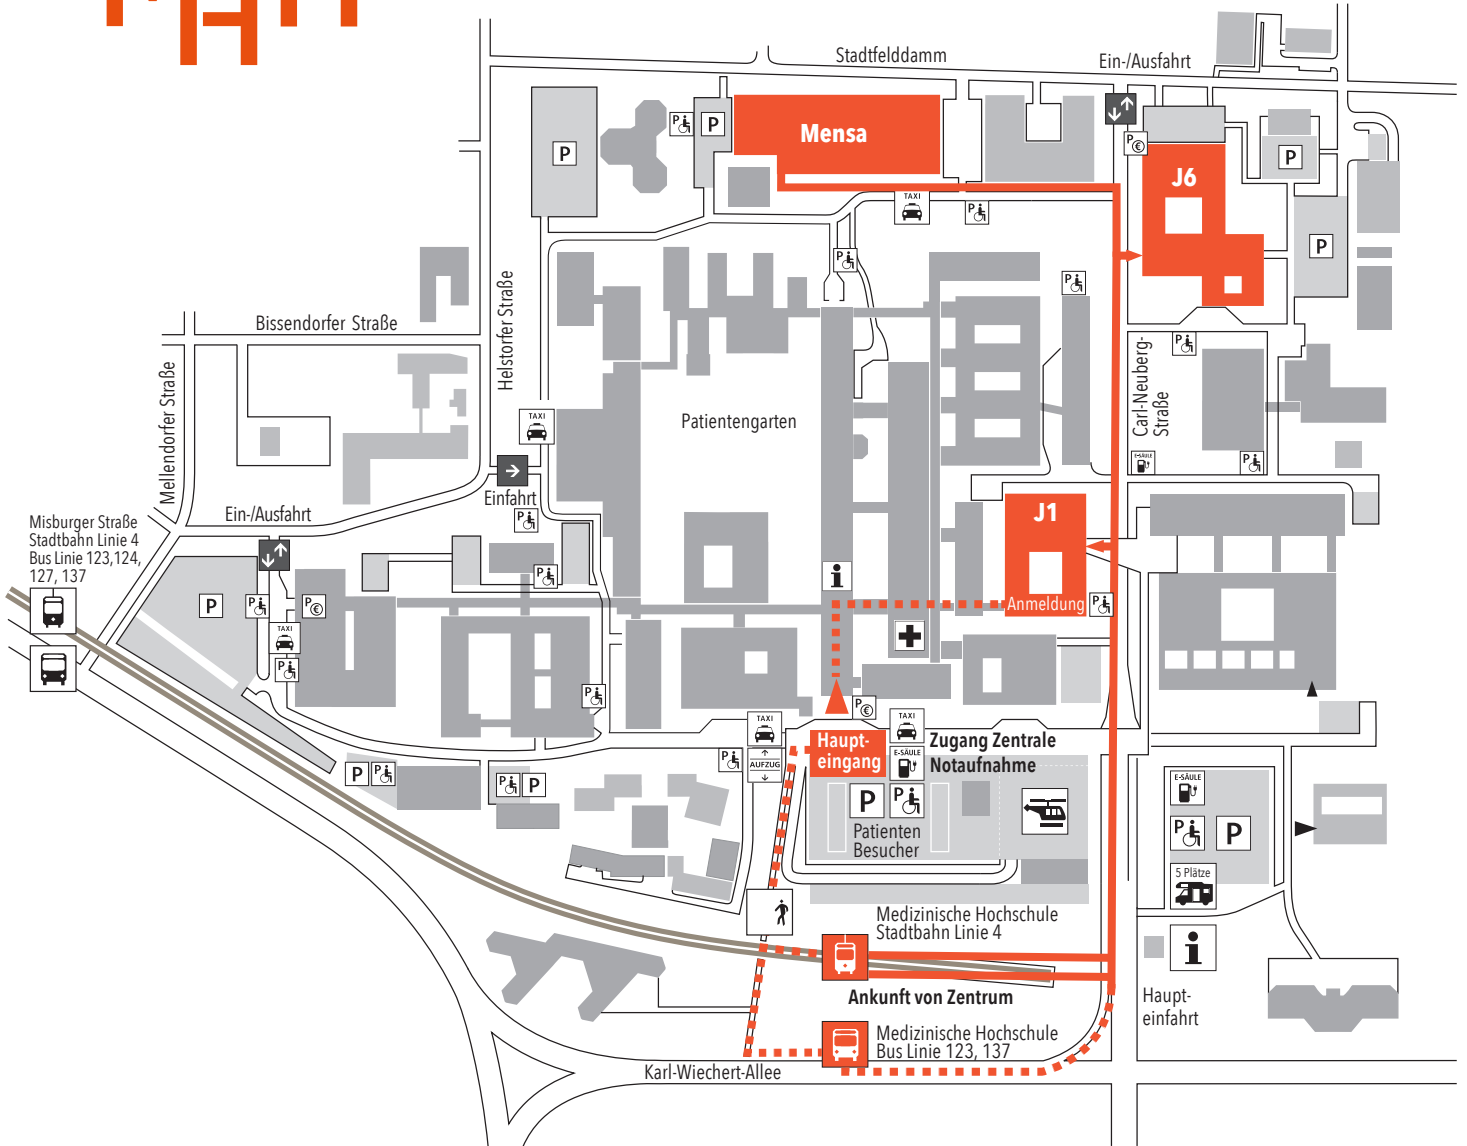 Stadtfelddamm
Ein-/Ausfahrt
Mensa
P
P
P
P
€
J6
P
P
TAXI
P
P
P
Helstorfer Straße
Bissendorfer Straße
Mellendorfer Straße
P
Carl-Neuberg-
Straße
TAXI
Patientengarten
E-SÄULE
P
Einfahrt
P
Ein-/Ausfahrt
J1
Misburger Straße
Stadtbahn Linie 4
Bus Linie 123,124,
127, 137
P
i
P
P
P
€
Anmeldung
P
TAXI
P
P
P
€
TAXI
AUFZUG
P
Haupt-
eingang
TAXI
E-SÄULE
Zugang Zentrale
Notaufnahme
P
P
P
P
P
P
Patienten
Besucher
E-SÄULE
P
P
5 Plätze
Medizinische Hochschule
Stadtbahn Linie 4
i
Ankunft von Zentrum
Haupt-
einfahrt
Medizinische Hochschule
Bus Linie 123, 137
Karl-Wiechert-Allee